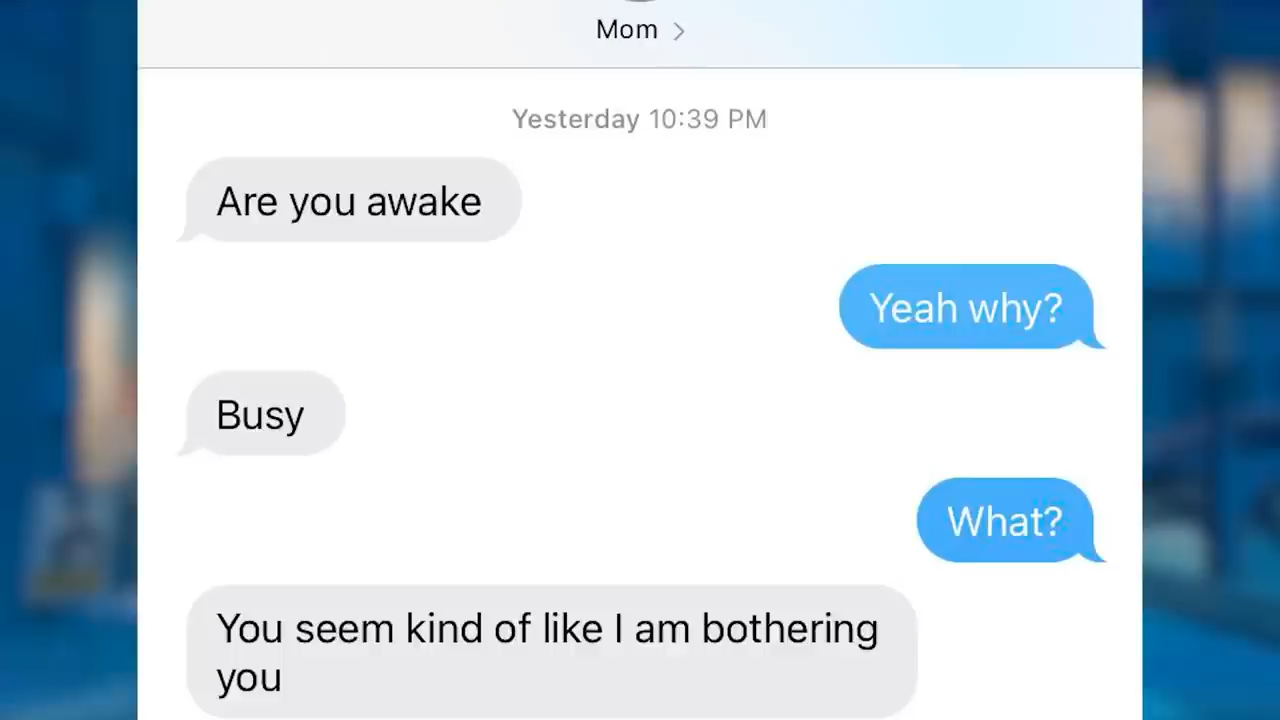 Mom
Yesterday 10:39 PM
Are you awake
Yeah why?
Busy
What?
You seem kind of like I am bothering
you